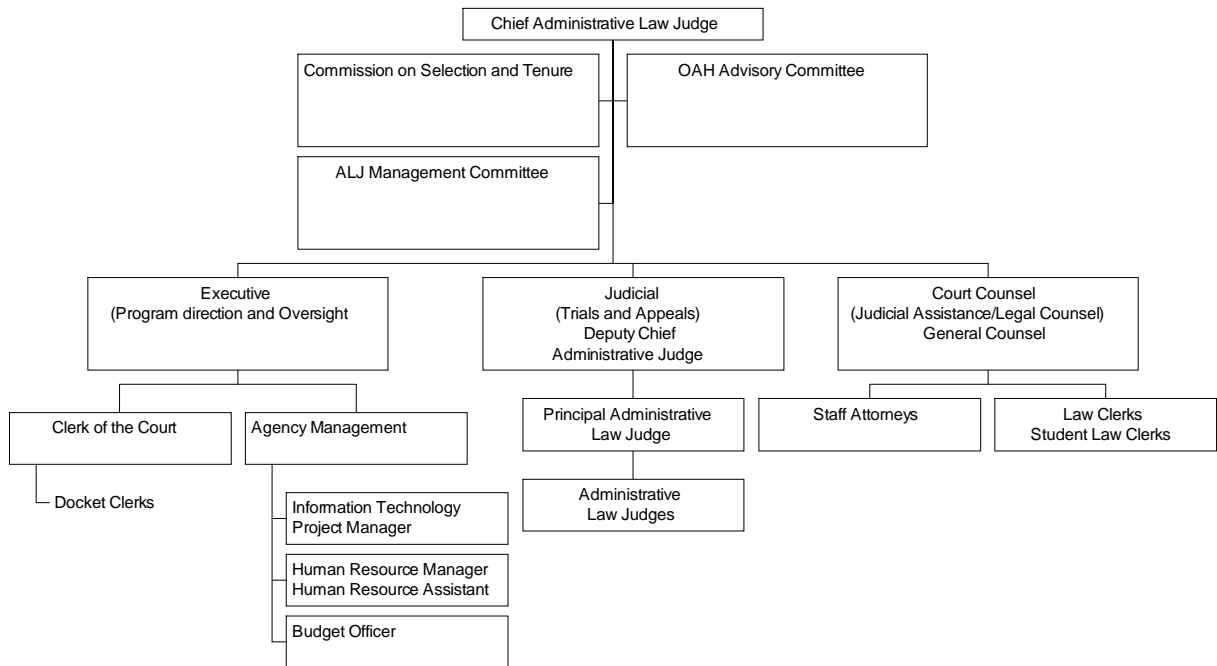 Chief Administrative Law Judge
Commission on Selection and Tenure
OAH Advisory Committee
ALJ Management Committee
Executive
(Program direction and Oversight
Judicial
(Trials and Appeals)
Deputy Chief
Administrative Judge
Court Counsel
(Judicial Assistance/Legal Counsel)
General Counsel
Clerk of the Court
Agency Management
Principal Administrative
Law Judge
Staff Attorneys
Law Clerks
Student Law Clerks
Docket Clerks
Information Technology
Project Manager
Administrative
Law Judges
Human Resource Manager
Human Resource Assistant
Budget Officer